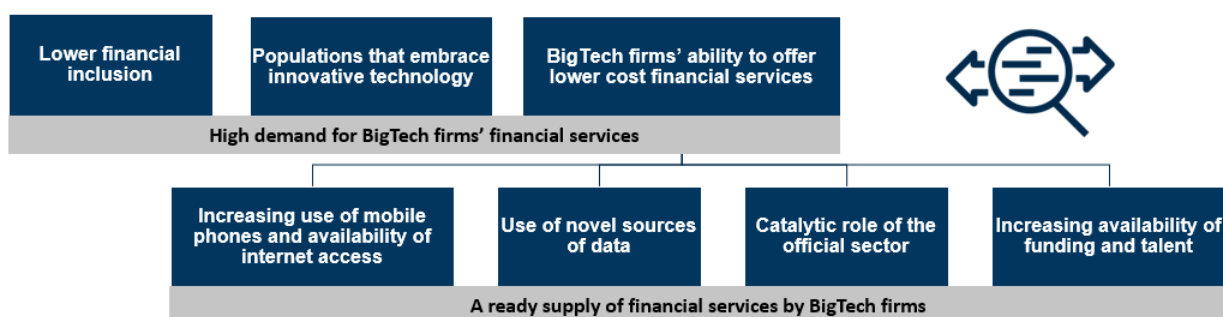 Lower financial
inclusion
Populations that embrace
innovative technology
BigTech firms’ ability to offer
lower cost financial services
High demand for BigTech firms’ financial services
Increasing use of mobile
phones and availability of
internet access
Use of novel sources
of data
Catalytic role of the
official sector
Increasing availability of
funding and talent
A ready supply of financial services by BigTech firms